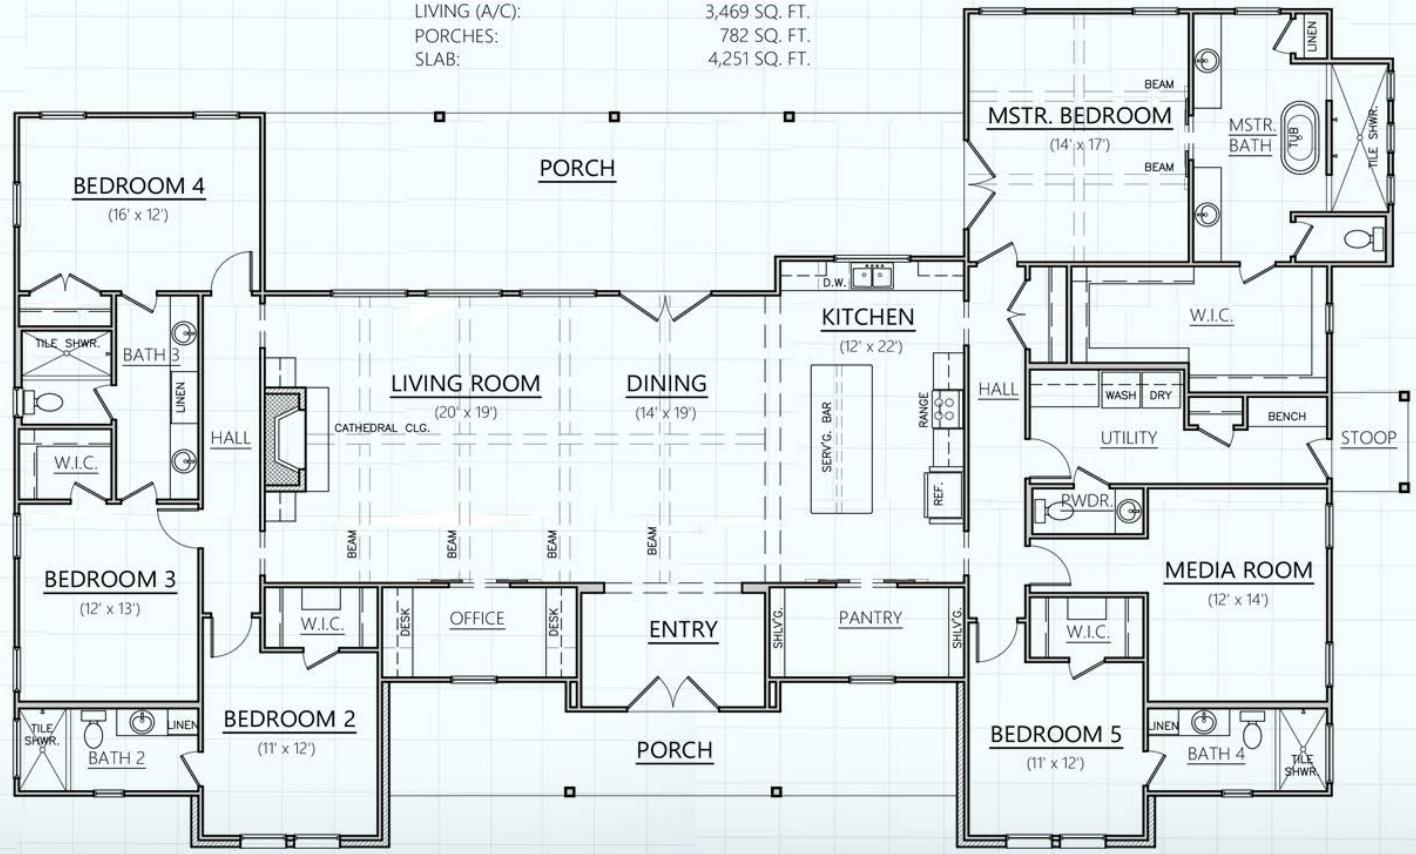 LIVING (A/C): 3,469 SQ. FT.
PORCHES: 782 SQ. FT.
SLAB: 4,251 SQ. FT.
LINEN
BEAM
MSTR. BEDROOM
(14' x 17')
BEAM
MSTR.
BATH
TUB
TILE SHWR.
PORCH
BEDROOM 4
(16' x 12')
D.W.
KITCHEN
(12' x 22')
W.I.C.
TILE SHWR.
BATH 3
LINEN
W.I.C.
HALL
LIVING ROOM
(20' x 19')
CATHEDRAL CLG.
DINING
(14' x 19')
SERV'G. BAR
RANGE
REF.
HALL
WASH
DRY
BENCH
UTILITY
STOOP
PWDR.
BEAM
BEAM
BEAM
BEAM
BEDROOM 3
(12' x 13')
MEDIA ROOM
(12' x 14')
W.I.C.
DESK
OFFICE
DESK
ENTRY
SHLV'G.
PANTRY
SHLV'G.
W.I.C.
TILE
SHWR.
LINEN
BATH 2
BEDROOM 2
(11' x 12')
PORCH
BEDROOM 5
(11' x 12')
LINEN
BATH 4
TILE
SHWR.